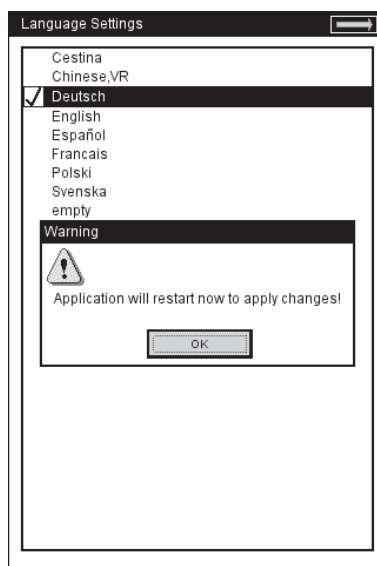 Language Settings
Cestina
Chinese,VR
Deutsch
English
Español
Francais
Polski
Svenska
empty
Warning
Application will restart now to apply changes!
OK